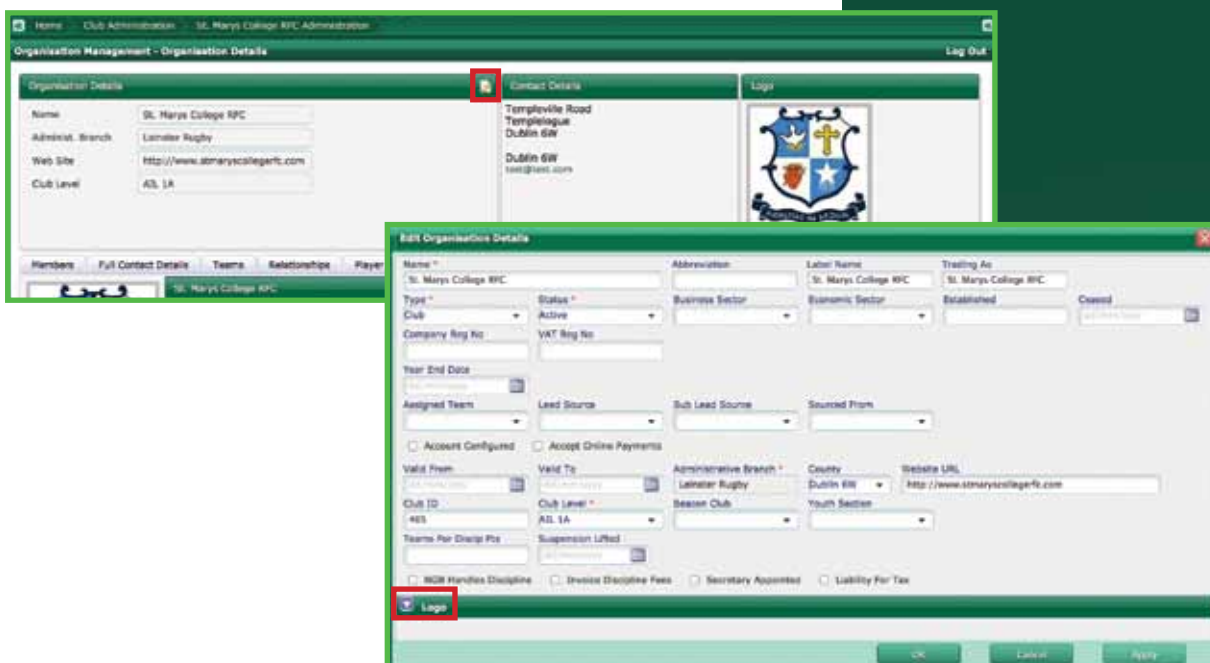 Home Club Administration St. Marys College RFC Administration
Organisation Management - Organisation Details Log Out
Organisation Details
Name St. Marys College RFC
Administ. Branch Leinster Rugby
Web Site http://www.stmaryscollegerfc.com
Club Level AIL 1A
Contact Details
Templeville Road
Templelogue
Dublin 6W
Dublin 6W
test@test.com
Logo
Members Full Contact Details Teams Relationships Player
St. Marys College RFC
Edit Organisation Details
Name * Abbreviation Label Name Trading As
St. Marys College RFC St. Marys College RFC St. Marys College RFC
Type * Status * Business Sector Economic Sector Established Ceased
Club Active
Company Reg No VAT Reg No
Year End Date
Assigned Team Lead Source Sub Lead Source Sourced From
Account Configured Accept Online Payments
Valid From Valid To Administrative Branch * County Website URL
Leinster Rugby Dublin 6W http://www.stmaryscollegerfc.com
Club ID Club Level * Beacon Club Youth Section
AIL 1A
Teams For Discip Pts Suspension Lifted
NGB Handles Discipline Invoice Discipline Fees Secretary Appointed Liability For Tax
Logo
OK Cancel Apply